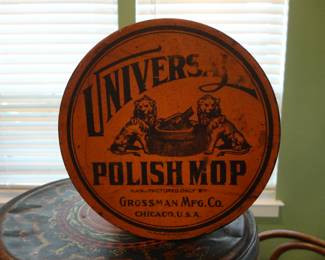 UNIVERSAL
POLISH MOP
MANUFACTURED ONLY BY
GROSSMAN MFG. CO.
CHICAGO, U.S.A.